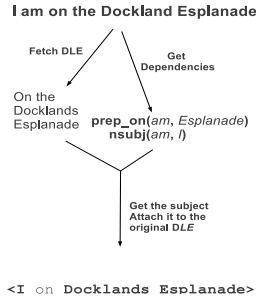 I am on the Dockland Esplanade
Fetch DLE
Get
Dependencies
On the
Docklands
Esplanade
prep_on(am, Esplanade)
nsubj(am, I)
Get the subject
Attach it to the
original DLE
<I on Docklands Esplanade>